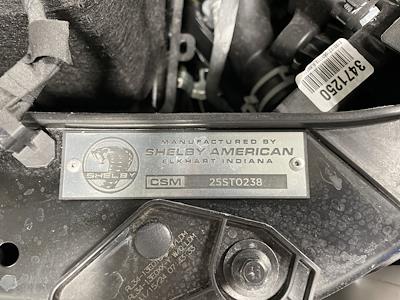 3471250
MANUFACTURED BY
SHELBY AMERICAN
ELKHART INDIANA
SHELBY
CSM 25ST0238